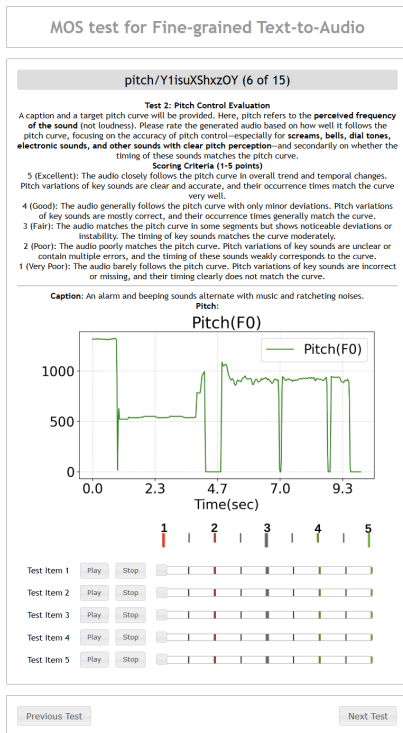 MOS test for Fine-grained Text-to-Audio
pitch/Y1isuXShxzOY (6 of 15)
Test 2: Pitch Control Evaluation
A caption and a target pitch curve will be provided. Here, pitch refers to the perceived frequency
of the sound (not loudness). Please rate the generated audio based on how well it follows the
pitch curve, focusing on the accuracy of pitch control—especially for screams, bells, dial tones,
electronic sounds, and other sounds with clear pitch perception—and secondarily on whether the
timing of these sounds matches the pitch curve.
Scoring Criteria (1-5 points)
5 (Excellent): The audio closely follows the pitch curve in overall trend and temporal changes.
Pitch variations of key sounds are clear and accurate, and their occurrence times match the curve
very well.
4 (Good): The audio generally follows the pitch curve with only minor deviations. Pitch variations
of key sounds are mostly correct, and their occurrence times generally match the curve.
3 (Fair): The audio matches the pitch curve in some segments but shows noticeable deviations or
instability. The timing of key sounds matches the curve moderately.
2 (Poor): The audio poorly matches the pitch curve. Pitch variations of key sounds are unclear or
contain multiple errors, and the timing of these sounds weakly corresponds to the curve.
1 (Very Poor): The audio barely follows the pitch curve. Pitch variations of key sounds are incorrect
or missing, and their timing clearly does not match the curve.
Caption: An alarm and beeping sounds alternate with music and ratcheting noises.
Pitch:
Pitch(F0)
Pitch(F0)
1000
500
0
0.0 2.3 4.7 7.0 9.3
Time(sec)
1 2 3 4 5
Test Item 1 Play Stop
Test Item 2 Play Stop
Test Item 3 Play Stop
Test Item 4 Play Stop
Test Item 5 Play Stop
Previous Test Next Test